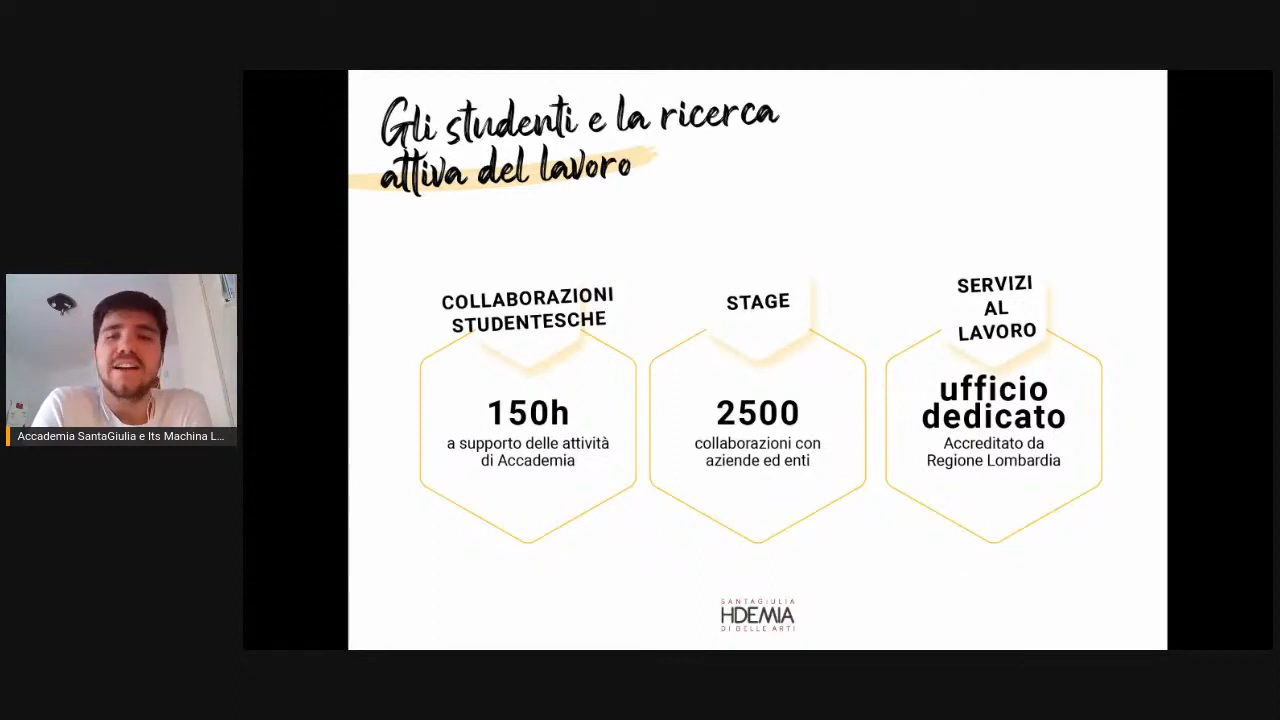 Gli studenti e la ricerca
attiva del lavoro
COLLABORAZIONI
STUDENTESCHE
150h
a supporto delle attività
di Accademia
STAGE
2500
collaborazioni con
aziende ed enti
SERVIZI
AL
LAVORO
ufficio
dedicato
Accreditato da
Regione Lombardia
Accademia SantaGiulia e Its Machina L...
SANTAGIULIA
HDEMIA
DI BELLE ARTI